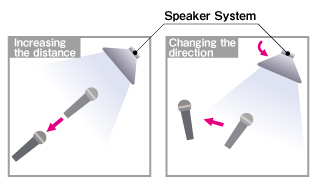 Speaker System
Increasing
the distance
Changing the
direction